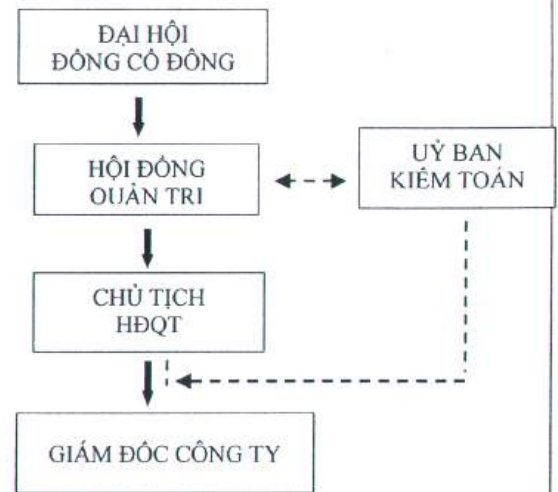 ĐẠI HỘI
ĐỒNG CỔ ĐÔNG
HỘI ĐỒNG
QUẢN TRỊ
UỶ BAN
KIỂM TOÁN
CHỦ TỊCH
HĐQT
GIÁM ĐỐC CÔNG TY